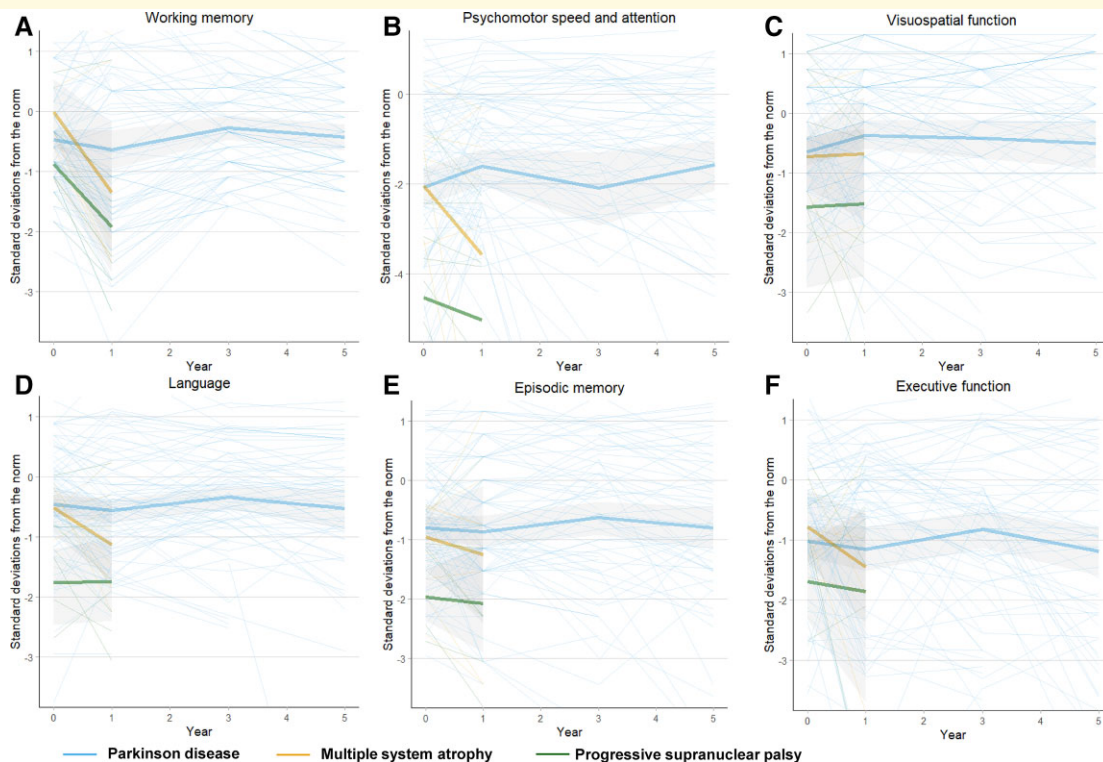 A
Working memory
Standard deviations from the norm
1
0
-1
-2
-3
0 1 2 3 4 5
Year
B
Psychomotor speed and attention
Standard deviations from the norm
0
-2
-4
0 1 2 3 4 5
Year
C
Visuospatial function
Standard deviations from the norm
1
0
-1
-2
-3
0 1 2 3 4 5
Year
D
Language
Standard deviations from the norm
1
0
-1
-2
-3
0 1 2 3 4 5
Year
E
Episodic memory
Standard deviations from the norm
1
0
-1
-2
-3
0 1 2 3 4 5
Year
F
Executive function
Standard deviations from the norm
1
0
-1
-2
-3
0 1 2 3 4 5
Year
Parkinson disease Multiple system atrophy Progressive supranuclear palsy